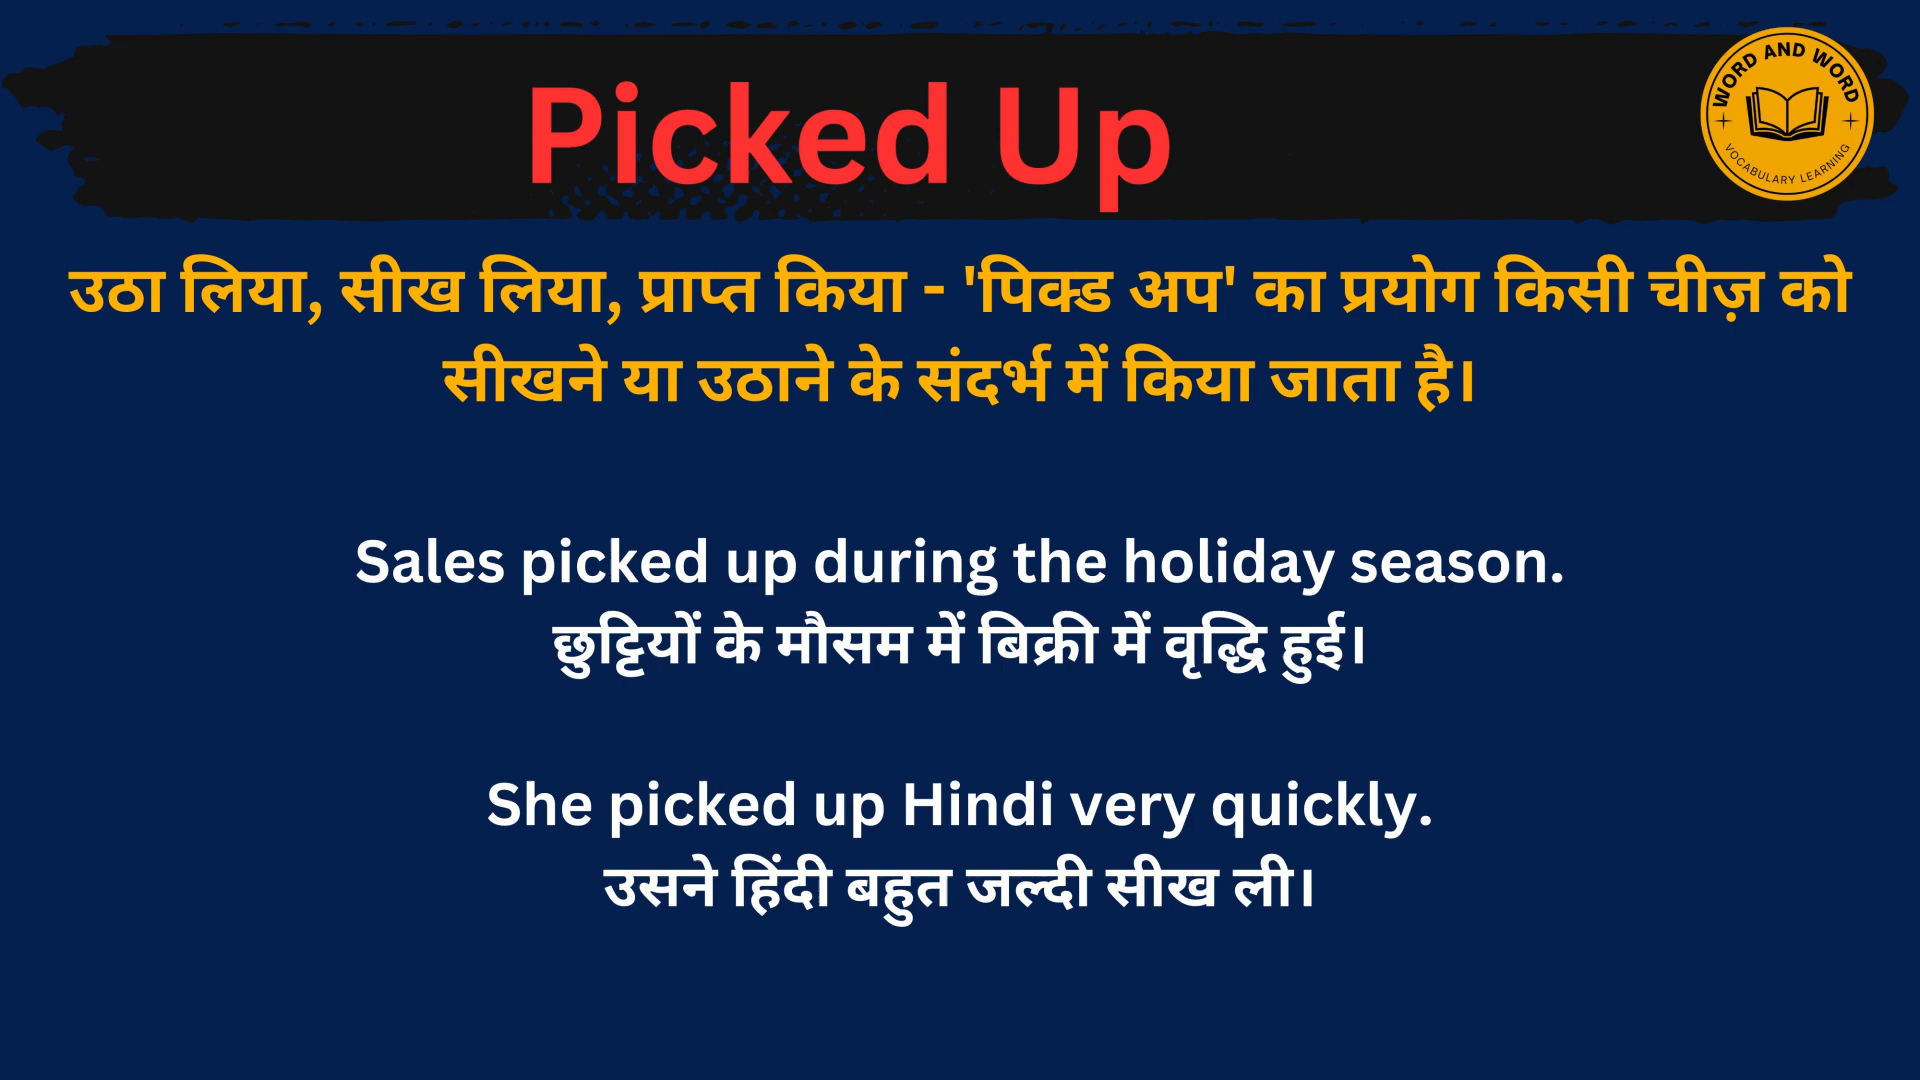 Picked Up
WORD AND WORD
VOCABULARY LEARNING
उठा लिया, सीख लिया, प्राप्त किया - 'पिक्ड अप' का प्रयोग किसी चीज़ को
सीखने या उठाने के संदर्भ में किया जाता है।
Sales picked up during the holiday season.
छुट्टियों के मौसम में बिक्री में वृद्धि हुई।
She picked up Hindi very quickly.
उसने हिंदी बहुत जल्दी सीख ली।